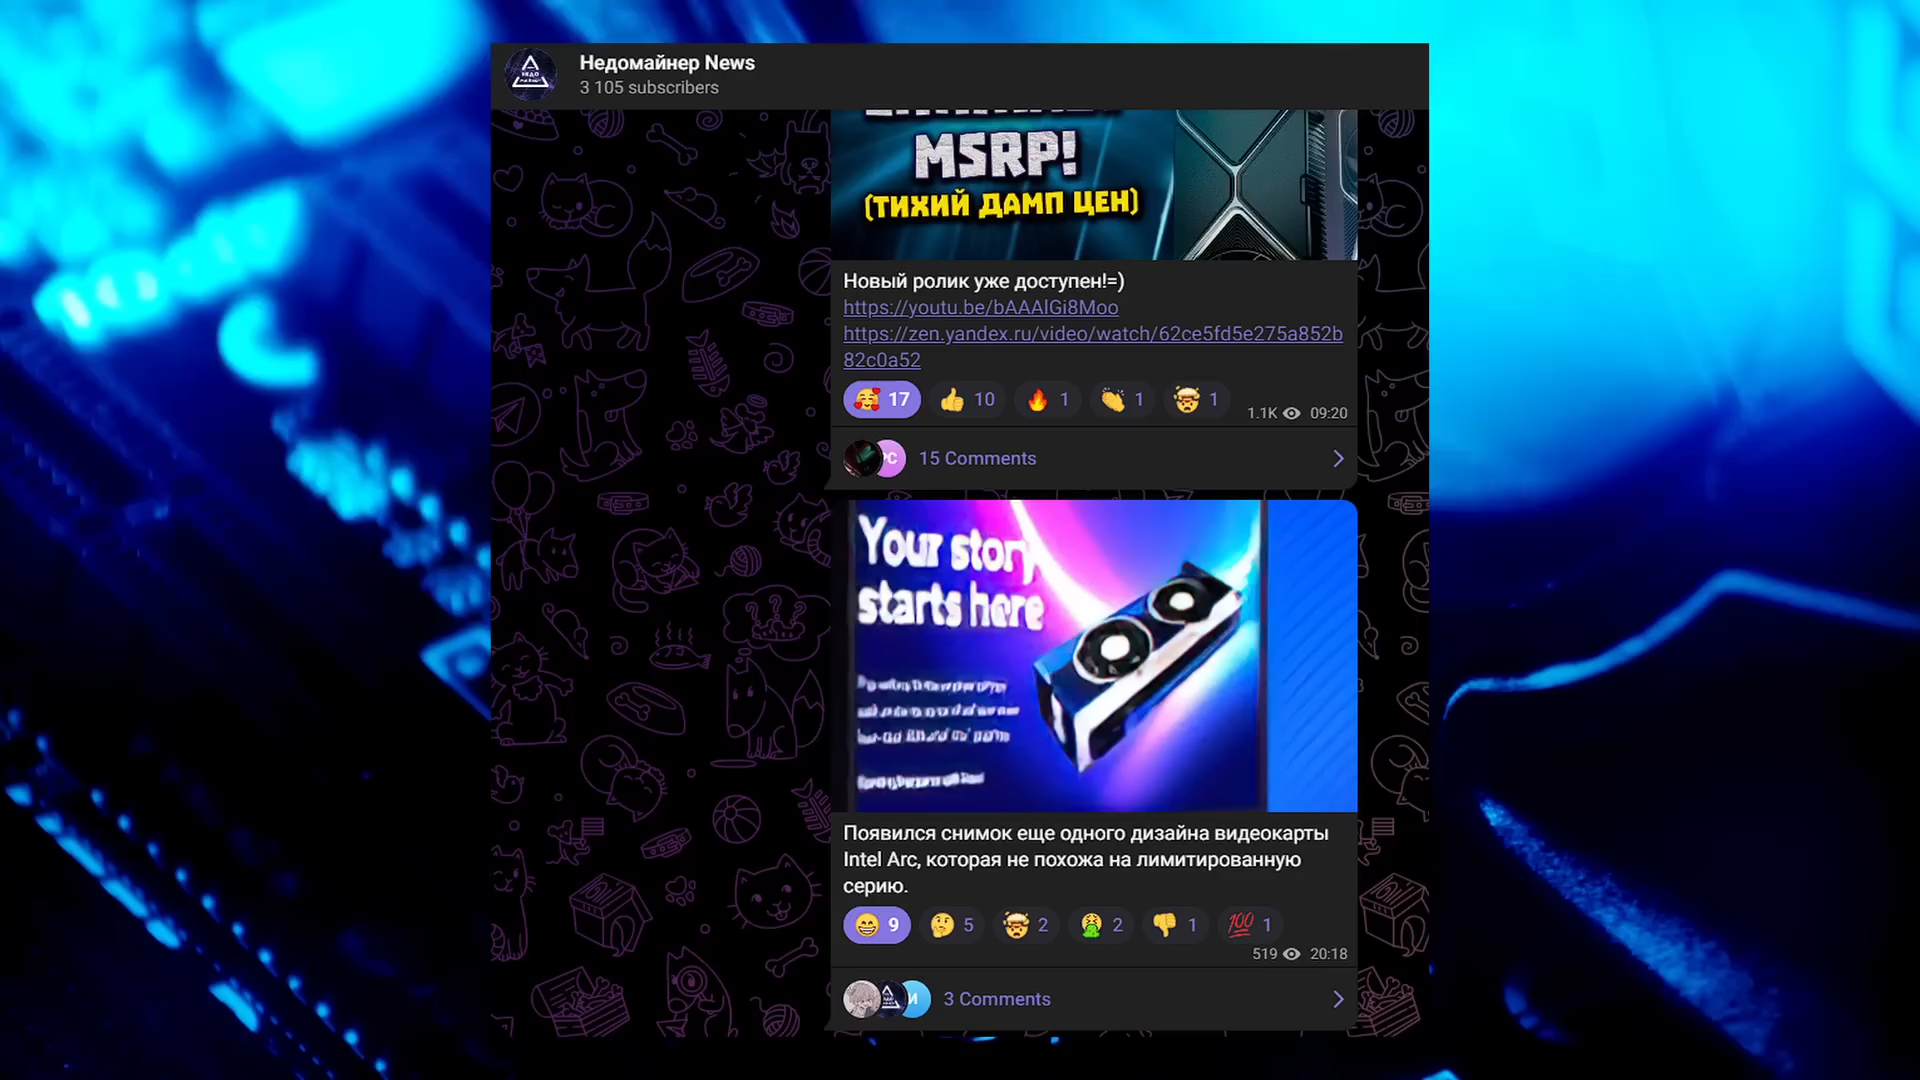 Недомайнер News
3 105 subscribers
MSRP!
(ТИХИЙ ДАМП ЦЕН)
Новый ролик уже доступен!=)
https://youtu.be/bAAAIGi8Moo
https://zen.yandex.ru/video/watch/62ce5fd5e275a852b
82c0a52
17 10 1 1 1
1.1K 09:20
15 Comments
Your story
starts here
Появился снимок еще одного дизайна видеокарты
Intel Arc, которая не похожа на лимитированную
серию.
9 5 2 2 1 100 1
519 20:18
И
3 Comments